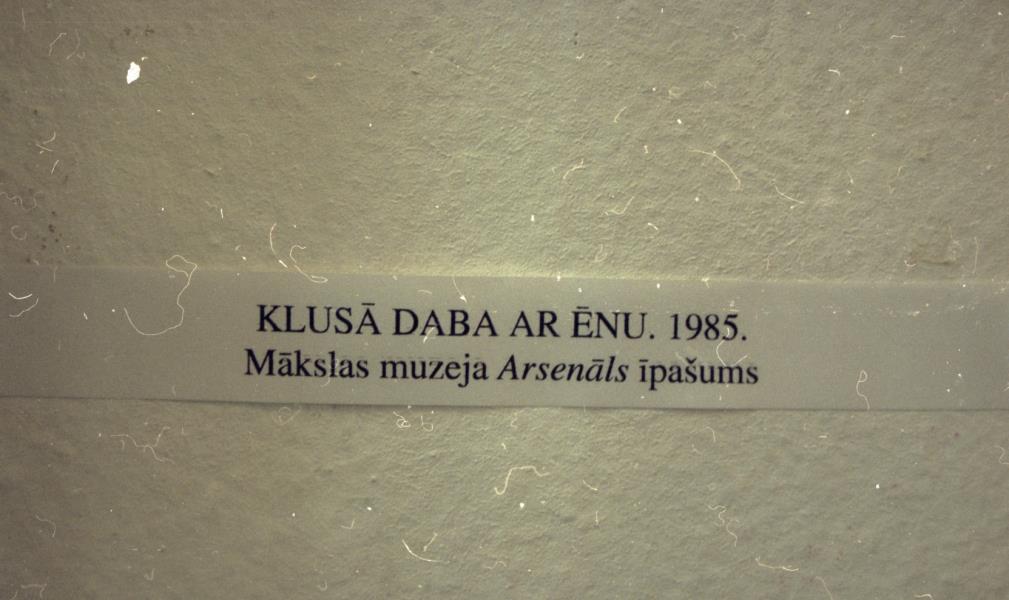 KLUSĀ DABA AR ĒNU. 1985.
Mākslas muzeja Arsenāls īpašums